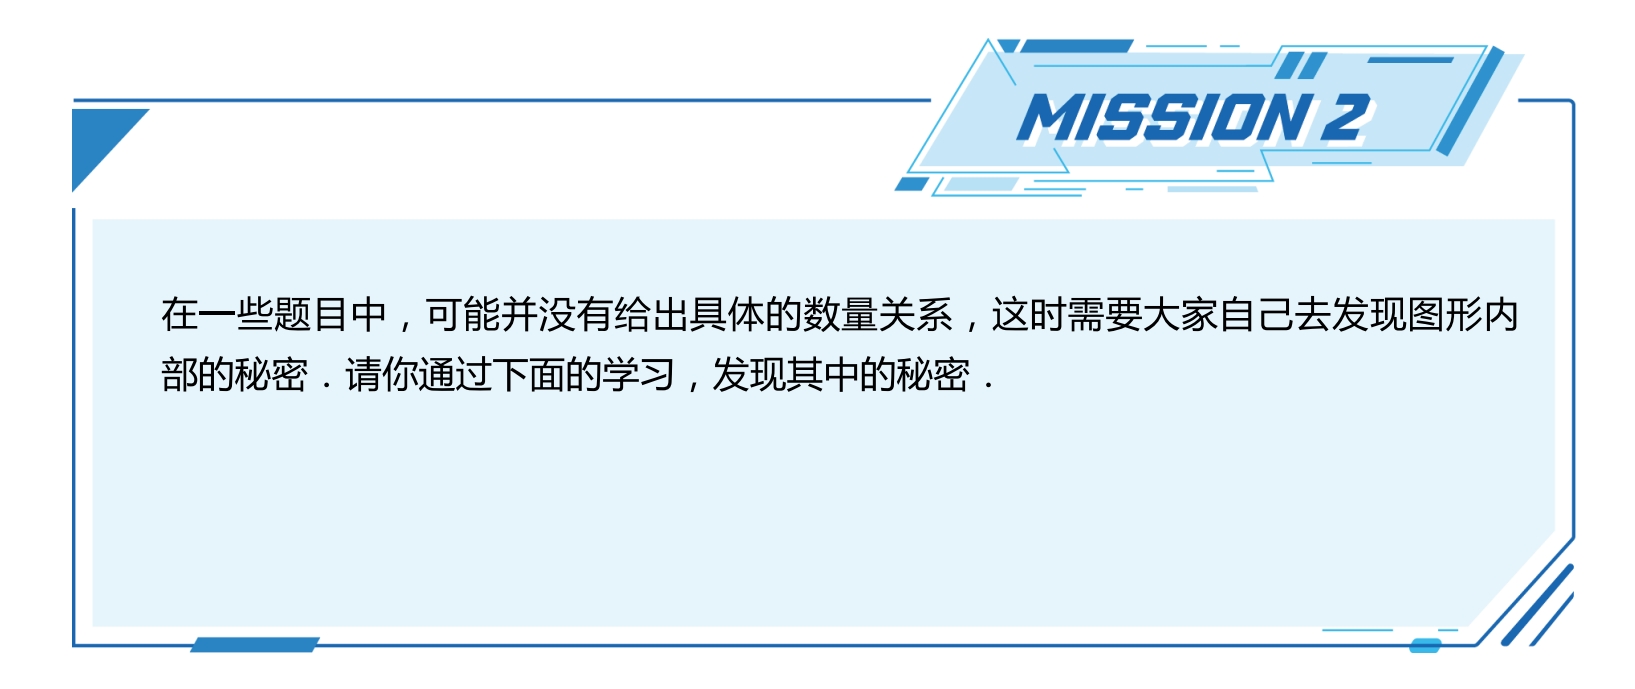 MISSION 2
在一些题目中，可能并没有给出具体的数量关系，这时需要大家自己去发现图形内
部的秘密．请你通过下面的学习，发现其中的秘密．